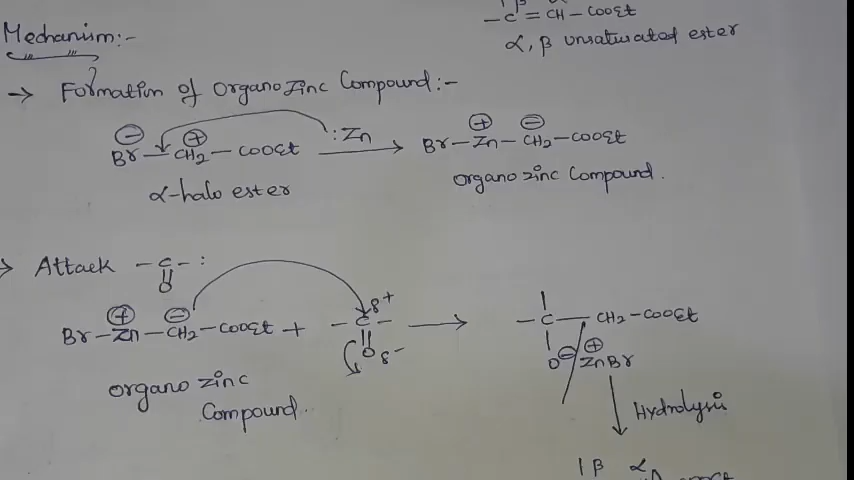 -C = CH - COOEt
α, β unsaturated ester
Mechanism:-
→ Formation of Organo Zinc Compound:-
⊖ ⊕
Br - CH2 - COOEt :Zn → Br - Zn - CH2 - COOEt
⊕ ⊖
α-halo ester
Organo zinc Compound.
→ Attack - C - :
O
Br - Zn - CH2 - COOEt + - C - → - C - CH2 - COOEt
⊕ ⊖ δ+
O δ-
O⊖ ⊕ ZnBr
organo zinc
Compound.
Hydrolysis
β α